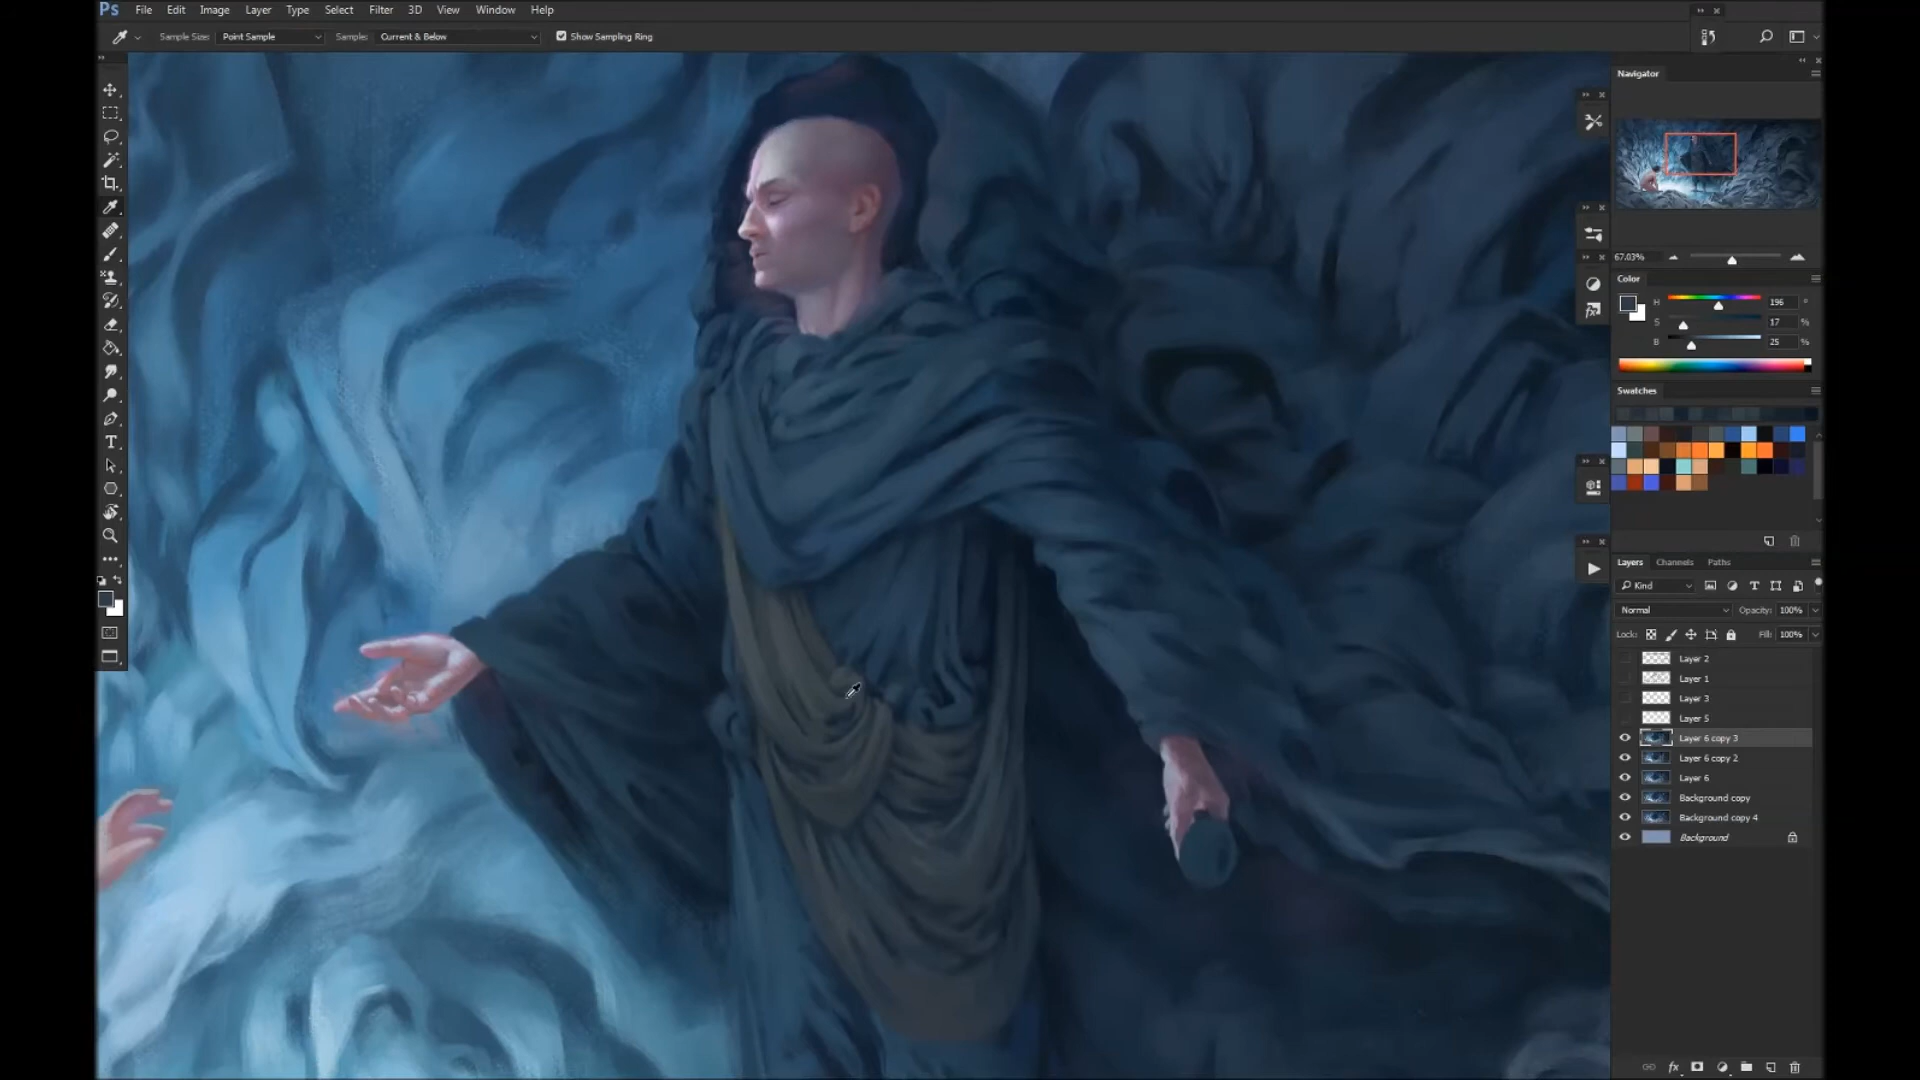 Ps File Edit Image Layer Type Select Filter 3D View Window Help
Sample Size: Point Sample Sample: Current & Below Show Sampling Ring
Navigator
67.03%
Color
H 196 °
S 17 %
B 25 %
Swatches
Layers Channels Paths
Kind
Normal Opacity: 100%
Lock: Fill: 100%
Layer 2
Layer 1
Layer 3
Layer 5
Layer 6 copy 3
Layer 6 copy 2
Layer 6
Background copy
Background copy 4
Background
fx